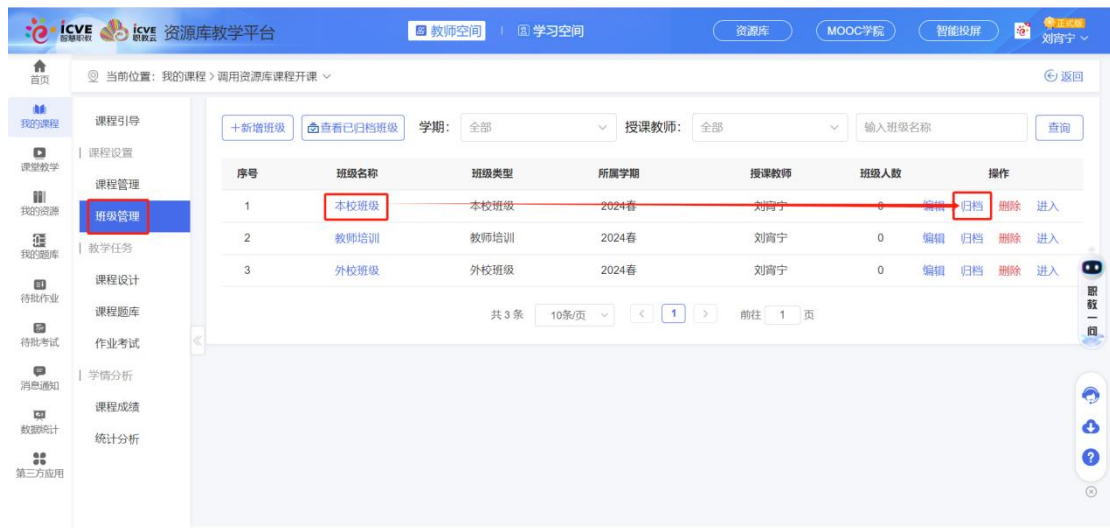 icve 智慧职教 icve 职教云 资源库教学平台 教师空间 学习空间 资源库 MOOC学院 智能投屏 正式版 刘宵宁
首页
当前位置：我的课程 > 调用资源库课程开课 返回
我的课程
课堂教学
我的资源
我的题库
待批作业
待批考试
消息通知
数据统计
第三方应用
课程引导
课程设置
课程管理
班级管理
教学任务
课程设计
课程题库
作业考试
学情分析
课程成绩
统计分析
+新增班级 查看已归档班级 学期： 全部 授课教师： 全部 输入班级名称 查询
序号 班级名称 班级类型 所属学期 授课教师 班级人数 操作
1 本校班级 本校班级 2024春 刘宵宁 0 编辑 归档 删除 进入
2 教师培训 教师培训 2024春 刘宵宁 0 编辑 归档 删除 进入
3 外校班级 外校班级 2024春 刘宵宁 0 编辑 归档 删除 进入
共 3 条 10条/页 < 1 > 前往 1 页
职教一问